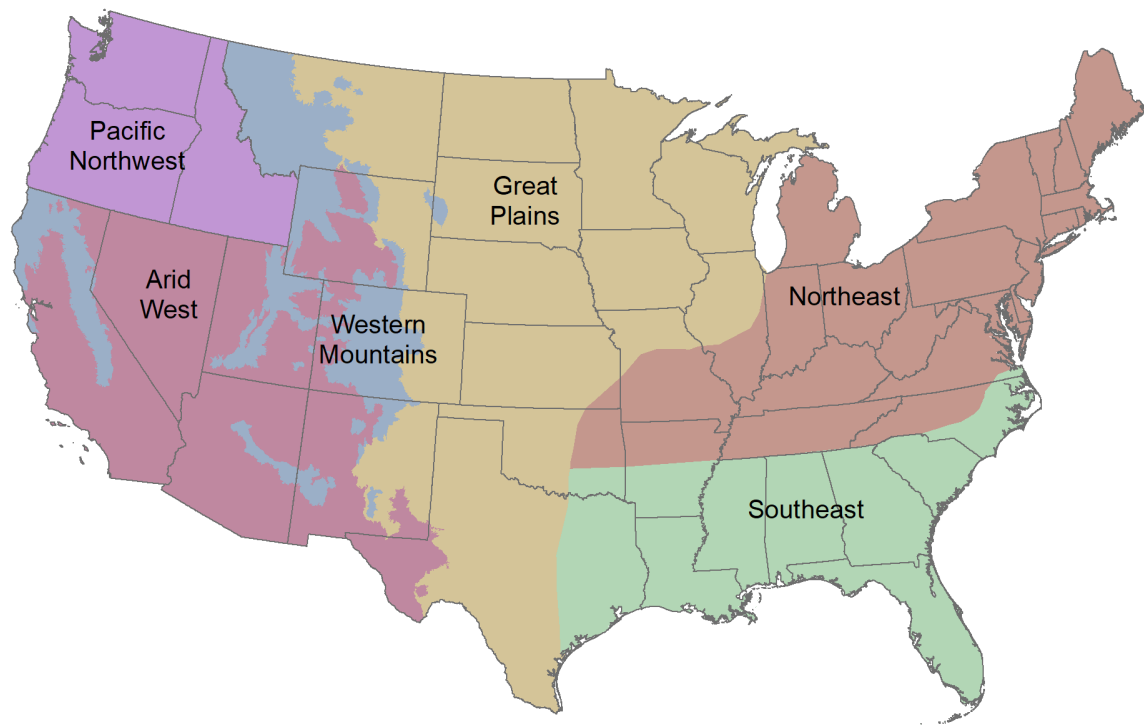 Pacific
Northwest
Great
Plains
Arid
West
Northeast
Western
Mountains
Southeast